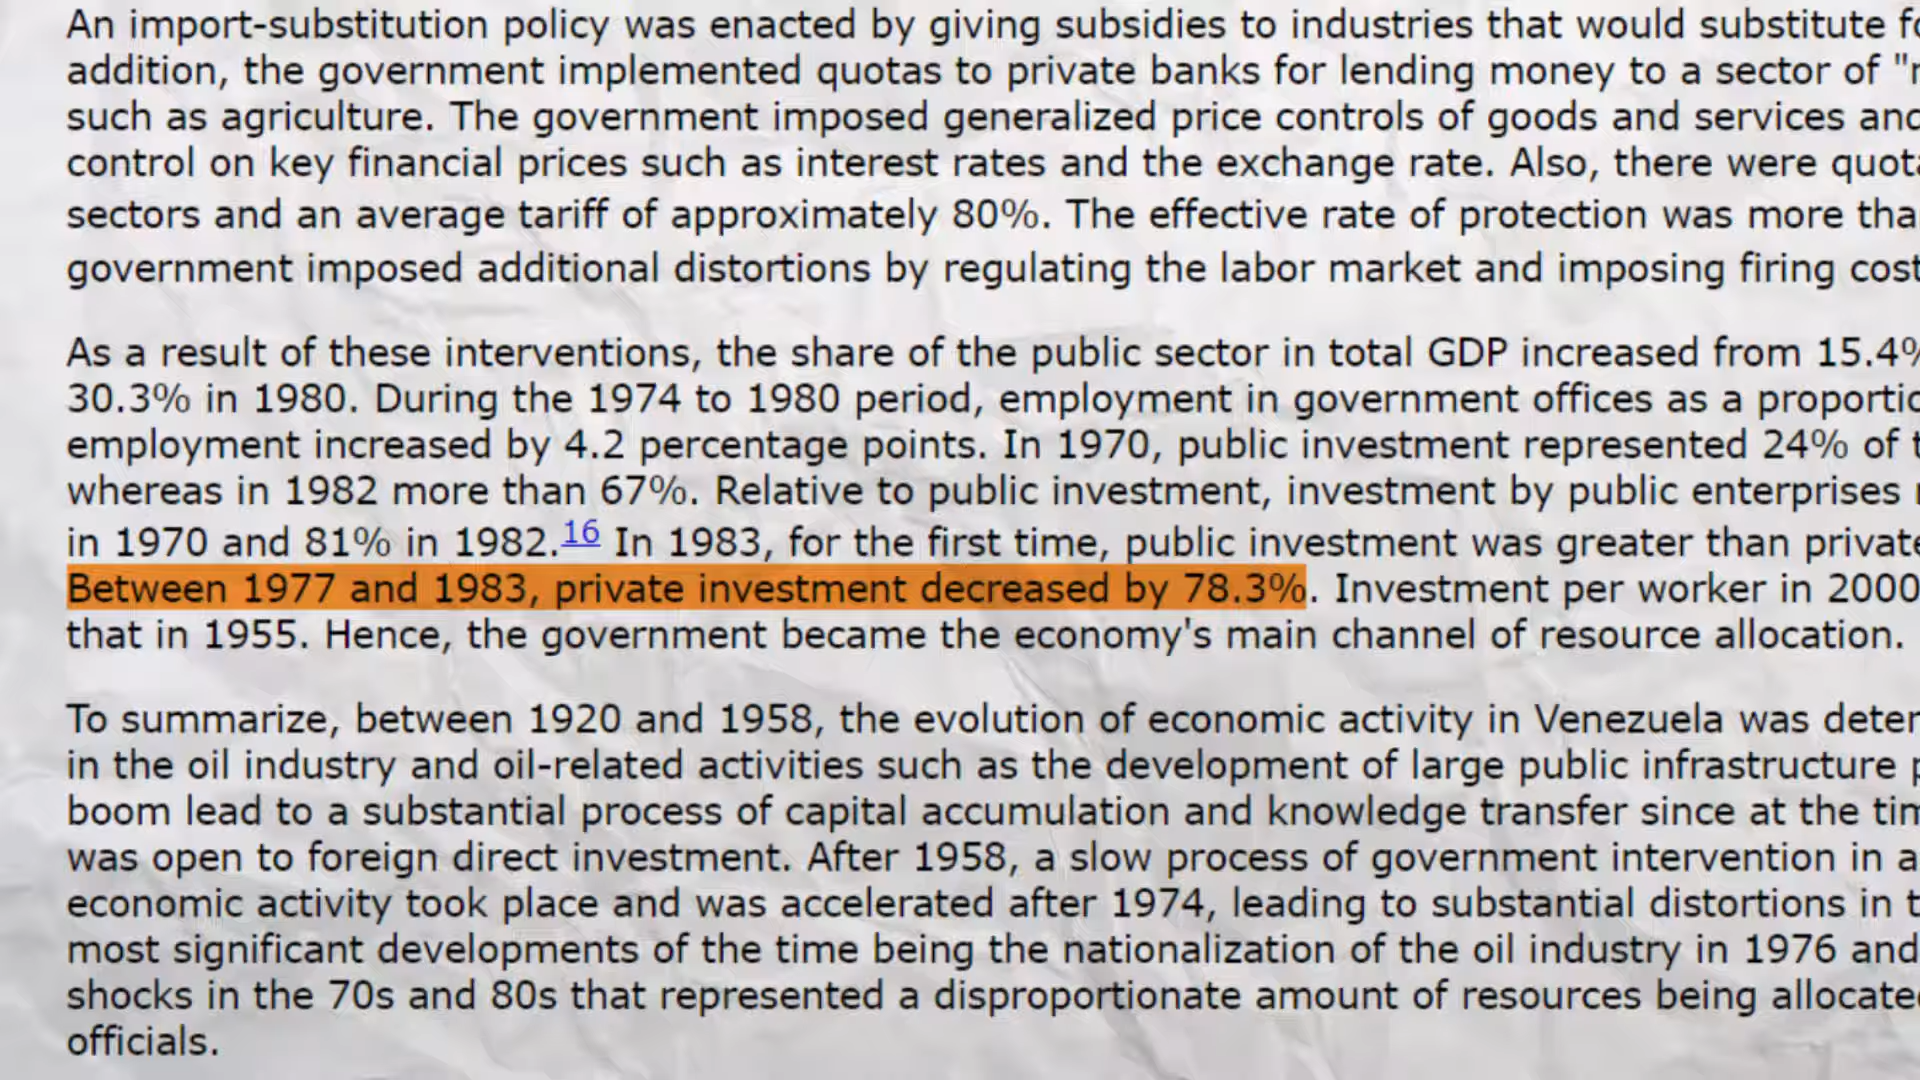 An import-substitution policy was enacted by giving subsidies to industries that would substitute
addition, the government implemented quotas to private banks for lending money to a sector of
such as agriculture. The government imposed generalized price controls of goods and services and
control on key financial prices such as interest rates and the exchange rate. Also, there were
sectors and an average tariff of approximately 80%. The effective rate of protection was more
government imposed additional distortions by regulating the labor market and imposing firing
As a result of these interventions, the share of the public sector in total GDP increased from 15.4%
30.3% in 1980. During the 1974 to 1980 period, employment in government offices as a
employment increased by 4.2 percentage points. In 1970, public investment represented 24% of
whereas in 1982 more than 67%. Relative to public investment, investment by public enterprises
in 1970 and 81% in 1982.16 In 1983, for the first time, public investment was greater than
Between 1977 and 1983, private investment decreased by 78.3%. Investment per worker in 2000
that in 1955. Hence, the government became the economy's main channel of resource allocation.
To summarize, between 1920 and 1958, the evolution of economic activity in Venezuela was
in the oil industry and oil-related activities such as the development of large public infrastructure
boom lead to a substantial process of capital accumulation and knowledge transfer since at the
was open to foreign direct investment. After 1958, a slow process of government intervention in
economic activity took place and was accelerated after 1974, leading to substantial distortions in
most significant developments of the time being the nationalization of the oil industry in 1976 and
shocks in the 70s and 80s that represented a disproportionate amount of resources being
officials.